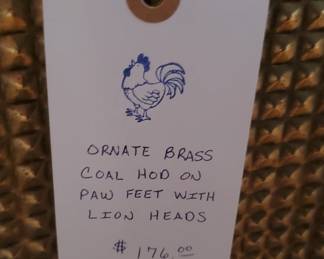 ORNATE BRASS
COAL HOD ON
PAW FEET WITH
LION HEADS
$ 176.00